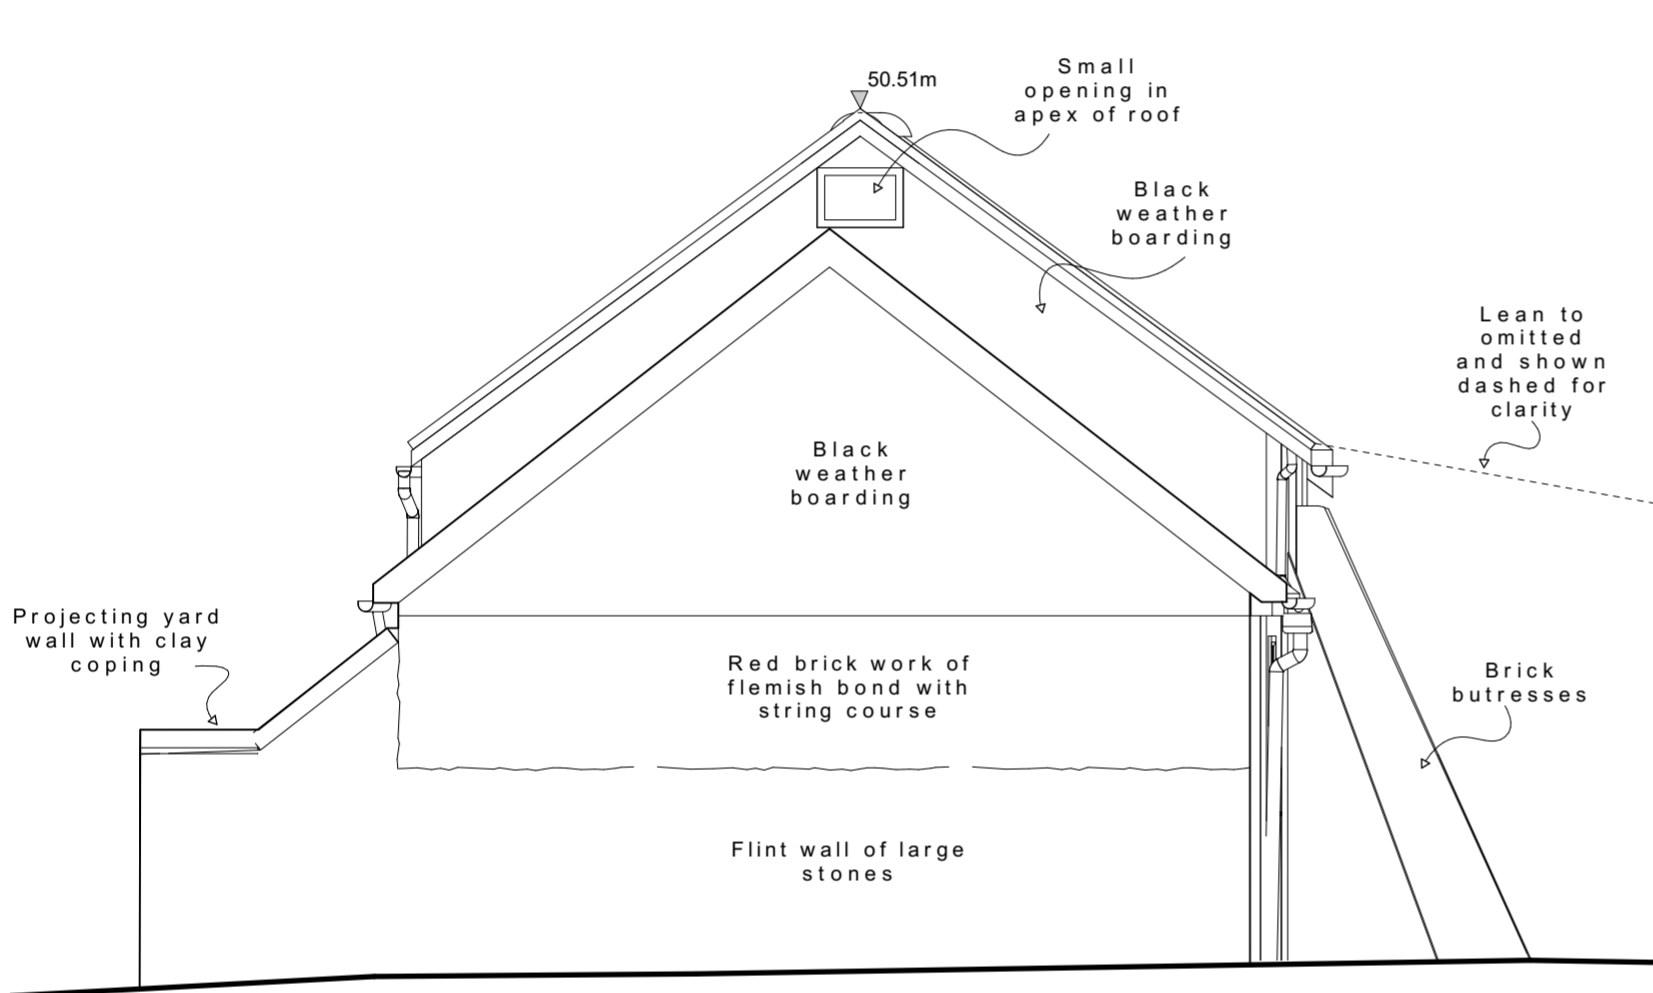 50.51m
Small
opening in
apex of roof
Black
weather
boarding
Lean to
omitted
and shown
dashed for
clarity
Black
weather
boarding
Projecting yard
wall with clay
coping
Red brick work of
flemish bond with
string course
Brick
butresses
Flint wall of large
stones